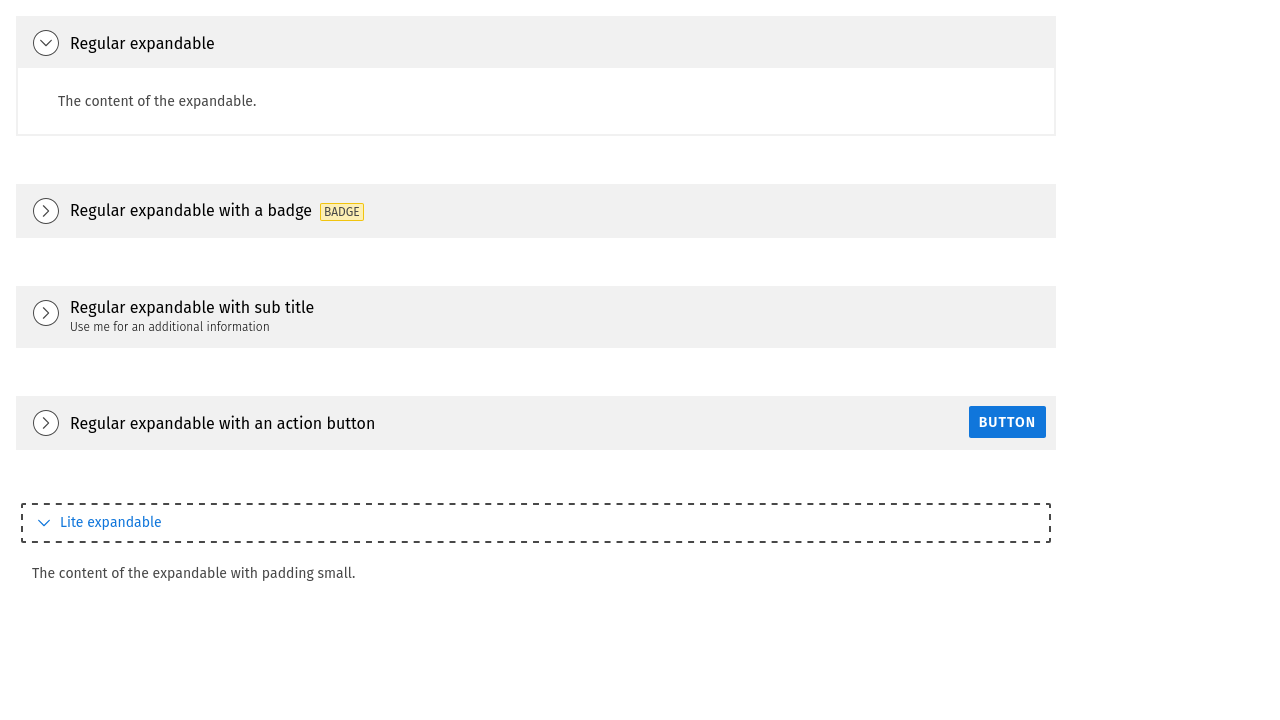 Regular expandable
The content of the expandable.
Regular expandable with a badge BADGE
Regular expandable with sub title
Use me for an additional information
Regular expandable with an action button BUTTON
Lite expandable
The content of the expandable with padding small.